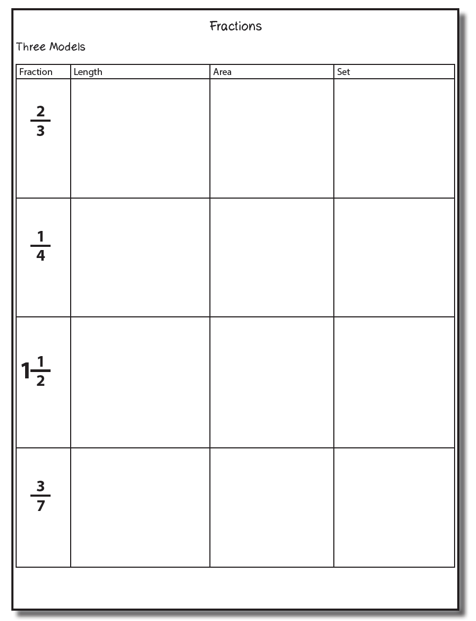 Fractions
Three Models
Fraction Length Area Set
2/3
1/4
1 1/2
3/7